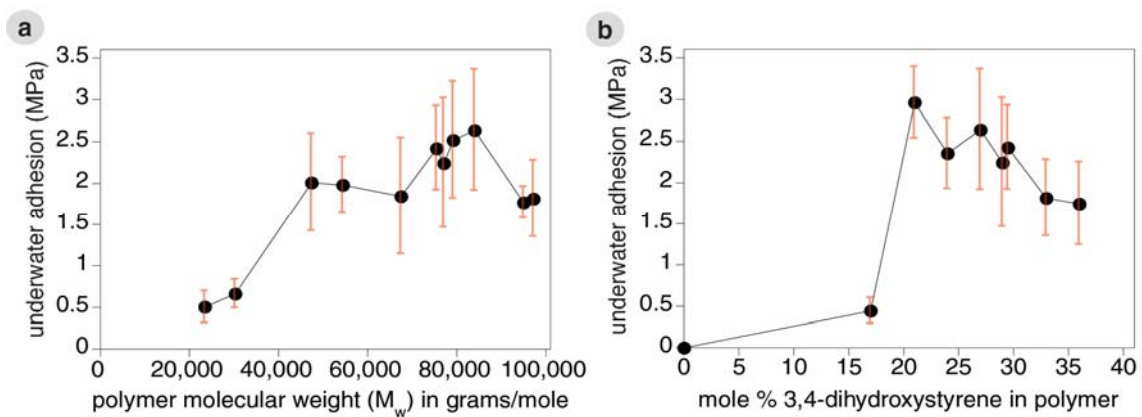 a
underwater adhesion (MPa)
3.5
3
2.5
2
1.5
1
0.5
0
0 20,000 40,000 60,000 80,000 100,000
polymer molecular weight (Mw) in grams/mole
b
underwater adhesion (MPa)
3.5
3
2.5
2
1.5
1
0.5
0
0 5 10 15 20 25 30 35 40
mole % 3,4-dihydroxystyrene in polymer